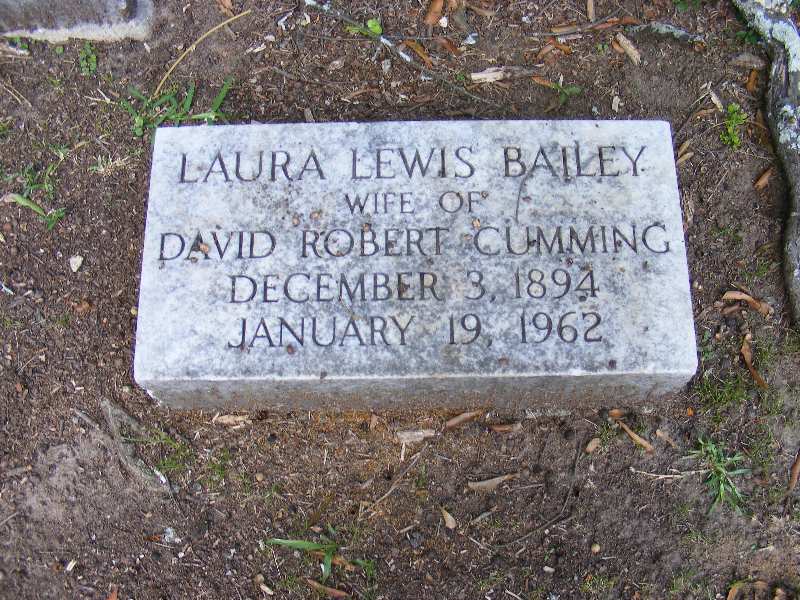 LAURA LEWIS BAILEY
WIFE OF
DAVID ROBERT CUMMING
DECEMBER 3, 1894
JANUARY 19, 1962